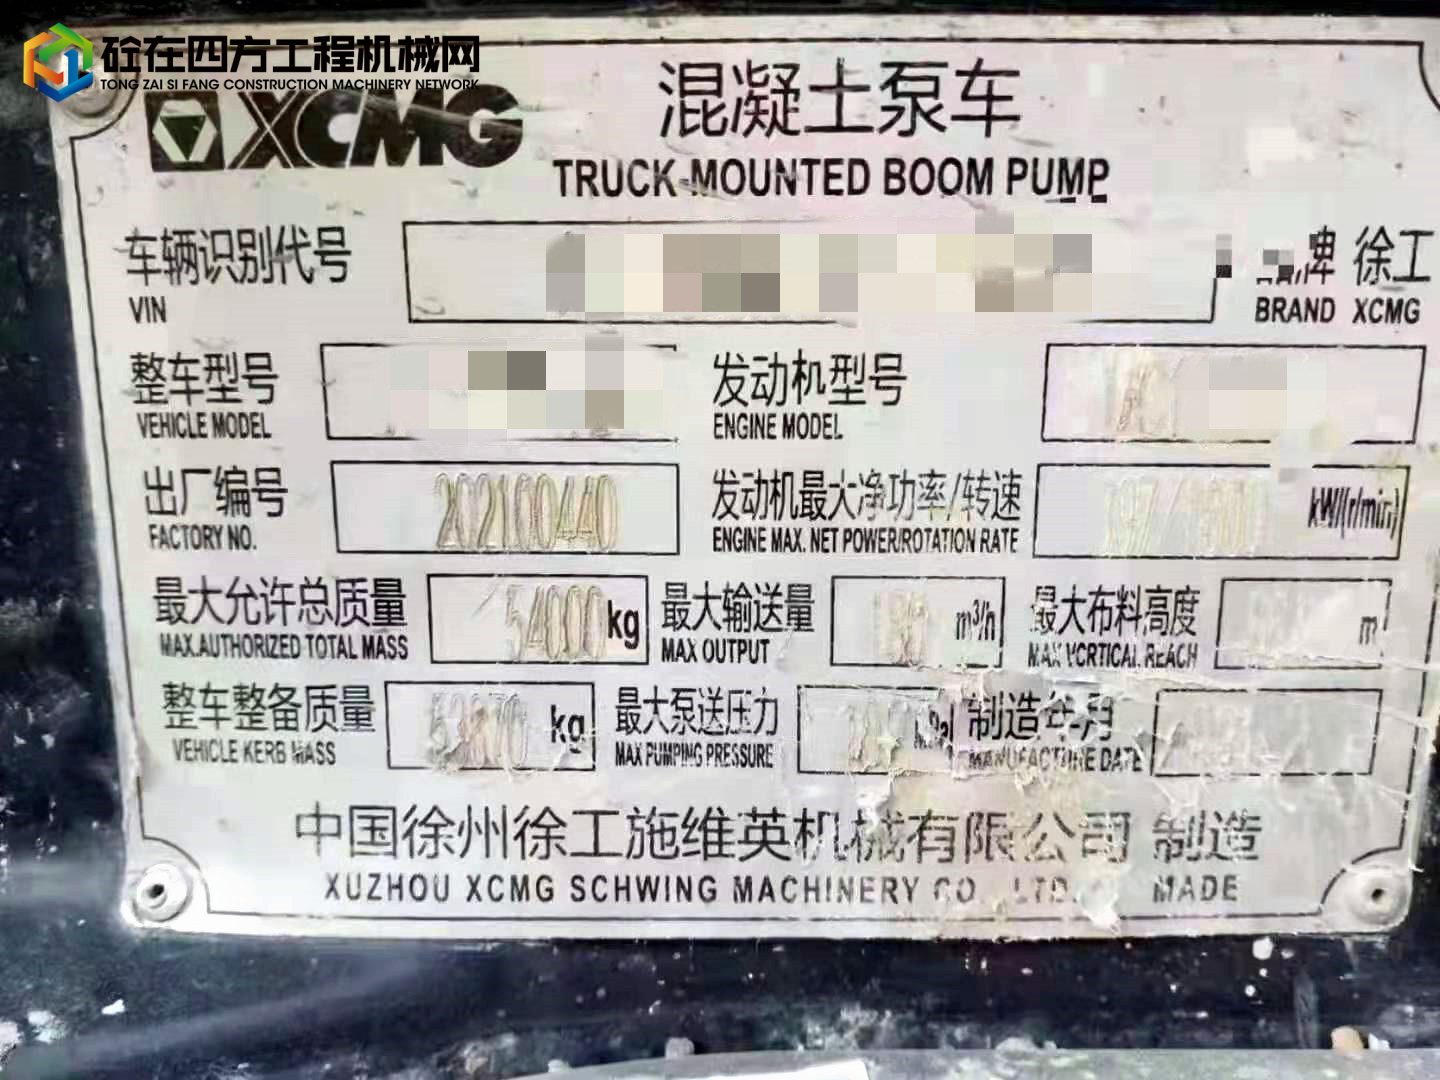 砼在四方工程机械网
TONG ZAI SI FANG CONSTRUCTION MACHINERY NETWORK
XCMG
混凝土泵车
TRUCK-MOUNTED BOOM PUMP
车辆识别代号
VIN
品牌 徐工
BRAND XCMG
整车型号
VEHICLE MODEL
发动机型号
ENGINE MODEL
出厂编号 202100440
FACTORY NO.
发动机最大净功率/转速 kW/(r/min)
ENGINE MAX. NET POWER/ROTATION RATE
最大允许总质量 54000 kg
MAX.AUTHORIZED TOTAL MASS
最大输送量 m³/h
MAX OUTPUT
最大布料高度 m
MAX VERTICAL REACH
整车整备质量 kg
VEHICLE KERB MASS
最大泵送压力 MPa
MAX PUMPING PRESSURE
制造年月
MANUFACTURE DATE
中国徐州徐工施维英机械有限公司 制造
XUZHOU XCMG SCHWING MACHINERY CO., LTD. MADE